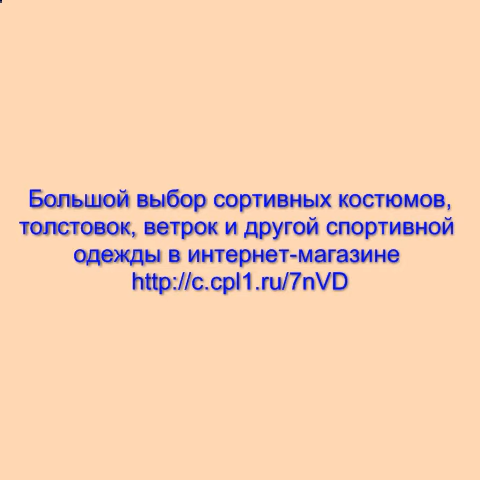 Большой выбор сортивных костюмов,
толстовок, ветрок и другой спортивной
одежды в интернет-магазине
http://c.cpl1.ru/7nVD